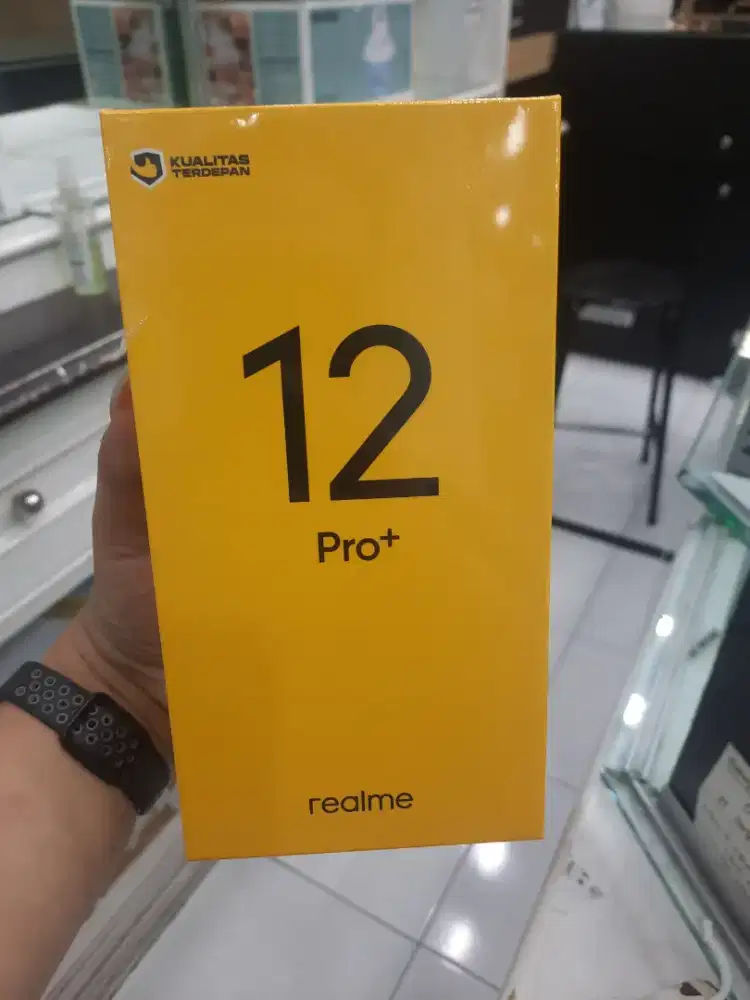 KUALITAS
TERDEPAN
12
Pro+
realme